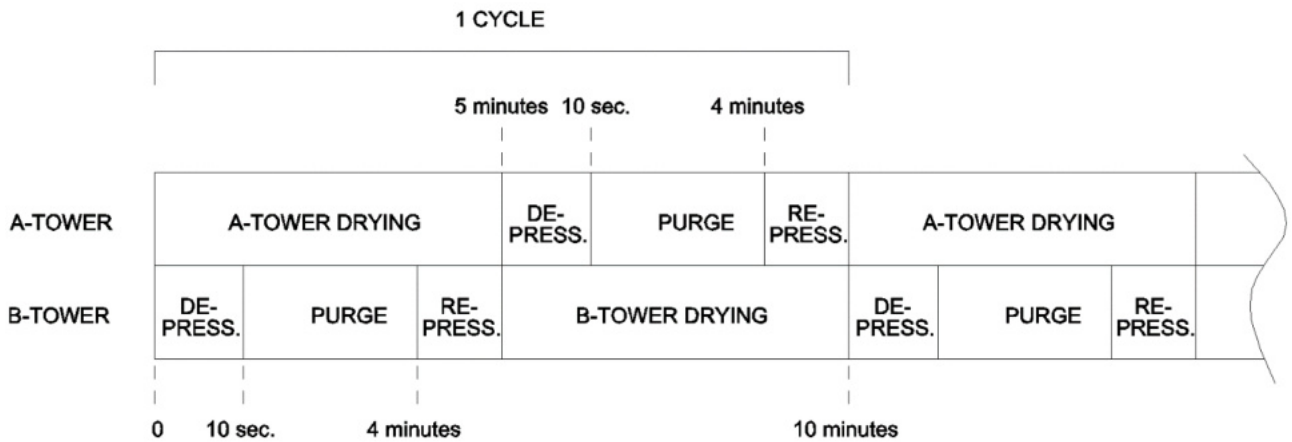 1 CYCLE
5 minutes 10 sec. 4 minutes
A-TOWER
A-TOWER DRYING
DE-
PRESS.
PURGE
RE-
PRESS.
A-TOWER DRYING
B-TOWER
DE-
PRESS.
PURGE
RE-
PRESS.
B-TOWER DRYING
DE-
PRESS.
PURGE
RE-
PRESS.
0 10 sec. 4 minutes 10 minutes